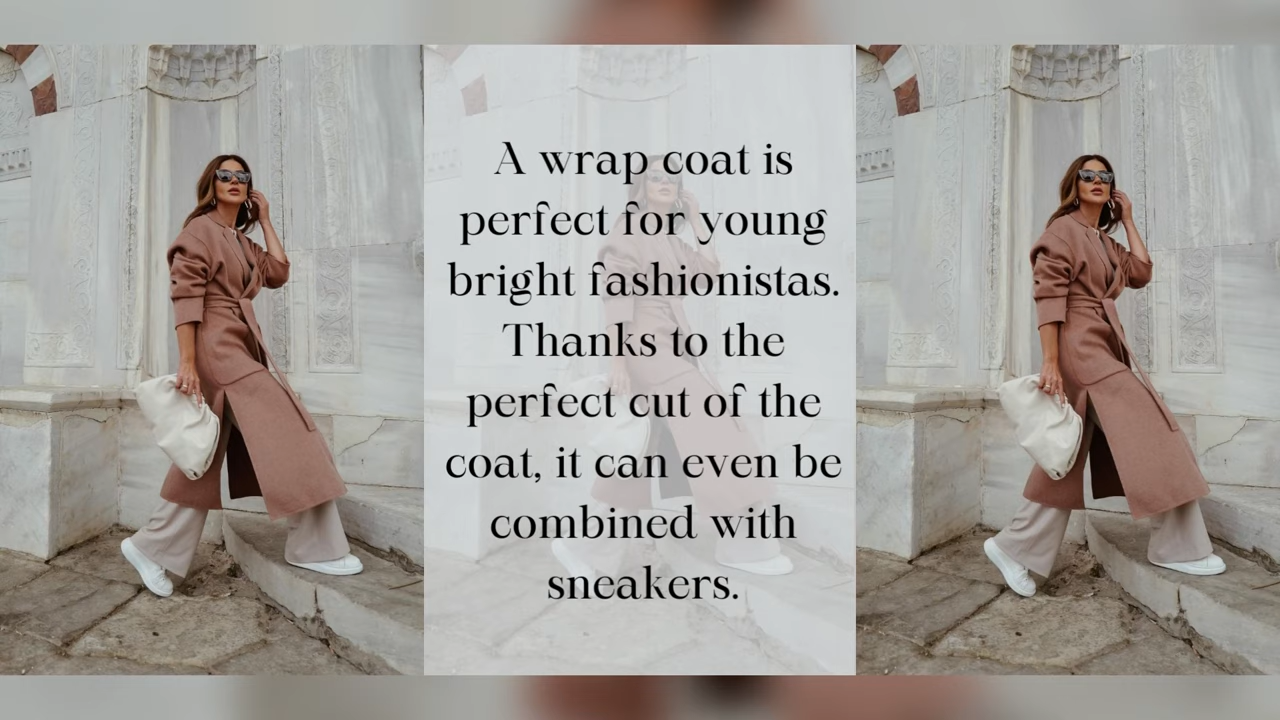 A wrap coat is
perfect for young
bright fashionistas.
Thanks to the
perfect cut of the
coat, it can even be
combined with
sneakers.